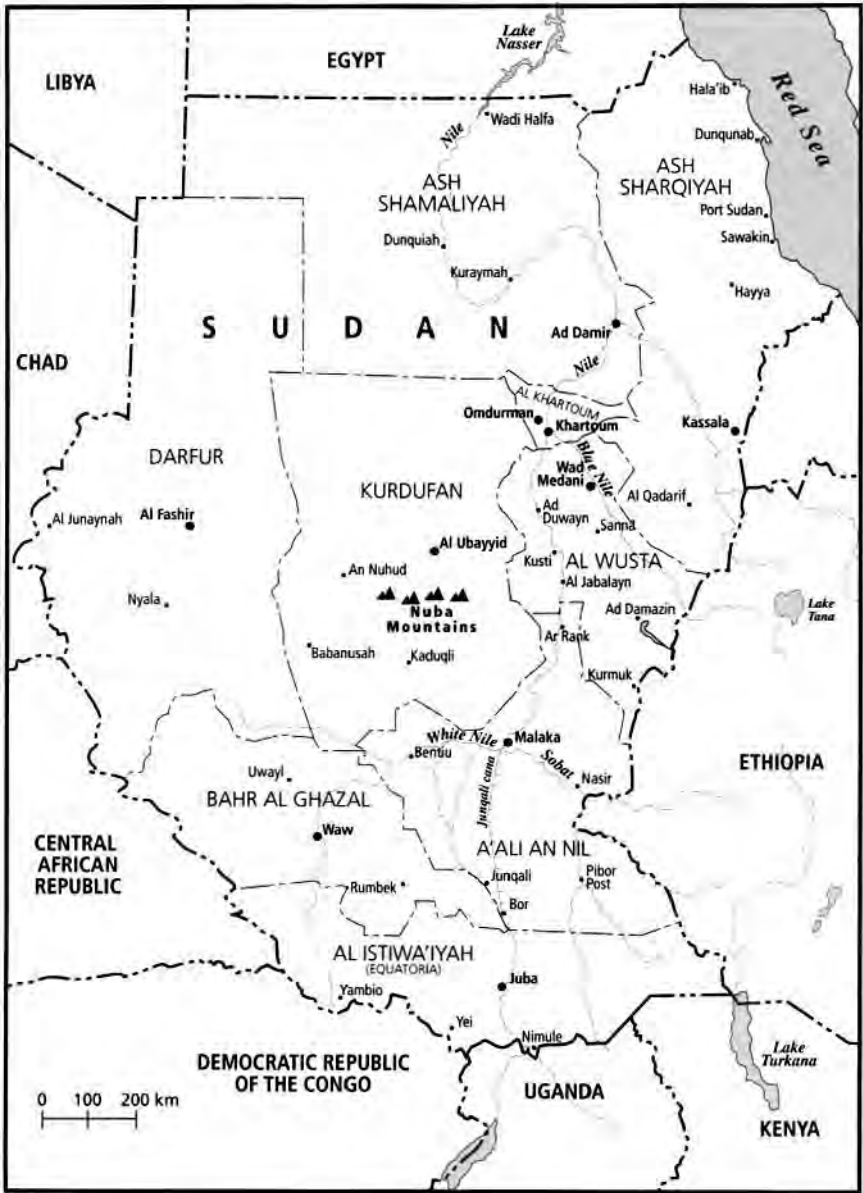 Lake
Nasser
EGYPT
LIBYA
Red Sea
Hala'ib
Nile
Wadi Halfa
Dunqunab
ASH
SHAMALIYAH
ASH
SHARQIYAH
Port Sudan
Dunquiah
Sawakin
Kuraymah
Hayya
SUDAN
Ad Damir
CHAD
Nile
AL KHARTOUM
Omdurman
Khartoum
Kassala
DARFUR
Blue Nile
Wad
Medani
KURDUFAN
Al Qadarif
Al Junaynah
Al Fashir
Ad
Duwayn
Sanna
Al Ubayyid
Kusti
AL WUSTA
An Nuhud
Al Jabalayn
Nyala
Nuba
Mountains
Ad Damazin
Lake
Tana
Ar Rank
Babanusah
Kaduqli
Kurmuk
White Nile
Malaka
Bentiu
Sobat
ETHIOPIA
Uwayl
Nasir
Junqali cana
BAHR AL GHAZAL
Waw
CENTRAL
AFRICAN
REPUBLIC
A'ALI AN NIL
Rumbek
Junqali
Pibor
Post
Bor
AL ISTIWA'IYAH
(EQUATORIA)
Juba
Yambio
Yei
Nimule
Lake
Turkana
DEMOCRATIC REPUBLIC
OF THE CONGO
UGANDA
0 100 200 km
KENYA